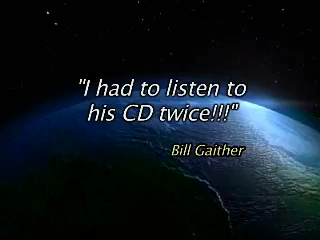 "I had to listen to
his CD twice!!!"
Bill Gaither